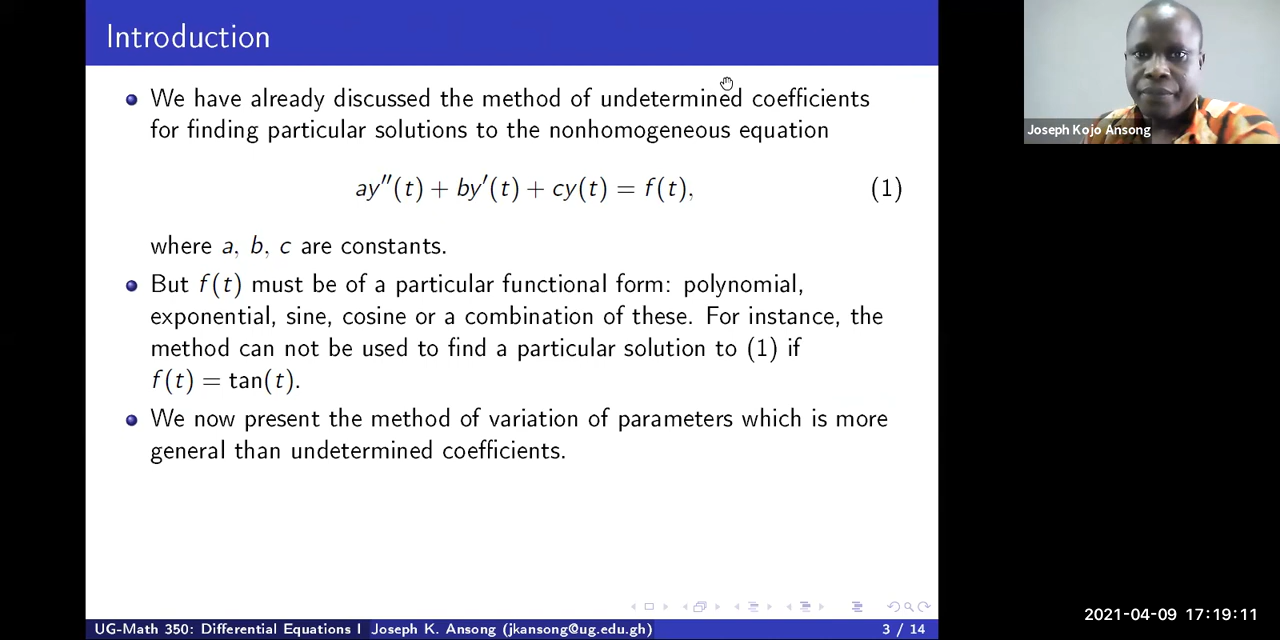 Introduction
We have already discussed the method of undetermined coefficients
for finding particular solutions to the nonhomogeneous equation
ay′′(t) + by′(t) + cy(t) = f(t), (1)
where a, b, c are constants.
But f(t) must be of a particular functional form: polynomial,
exponential, sine, cosine or a combination of these. For instance, the
method can not be used to find a particular solution to (1) if
f(t) = tan(t).
We now present the method of variation of parameters which is more
general than undetermined coefficients.
UG-Math 350: Differential Equations I Joseph K. Ansong (jkansong@ug.edu.gh) 3 / 14
Joseph Kojo Ansong
2021-04-09 17:19:11